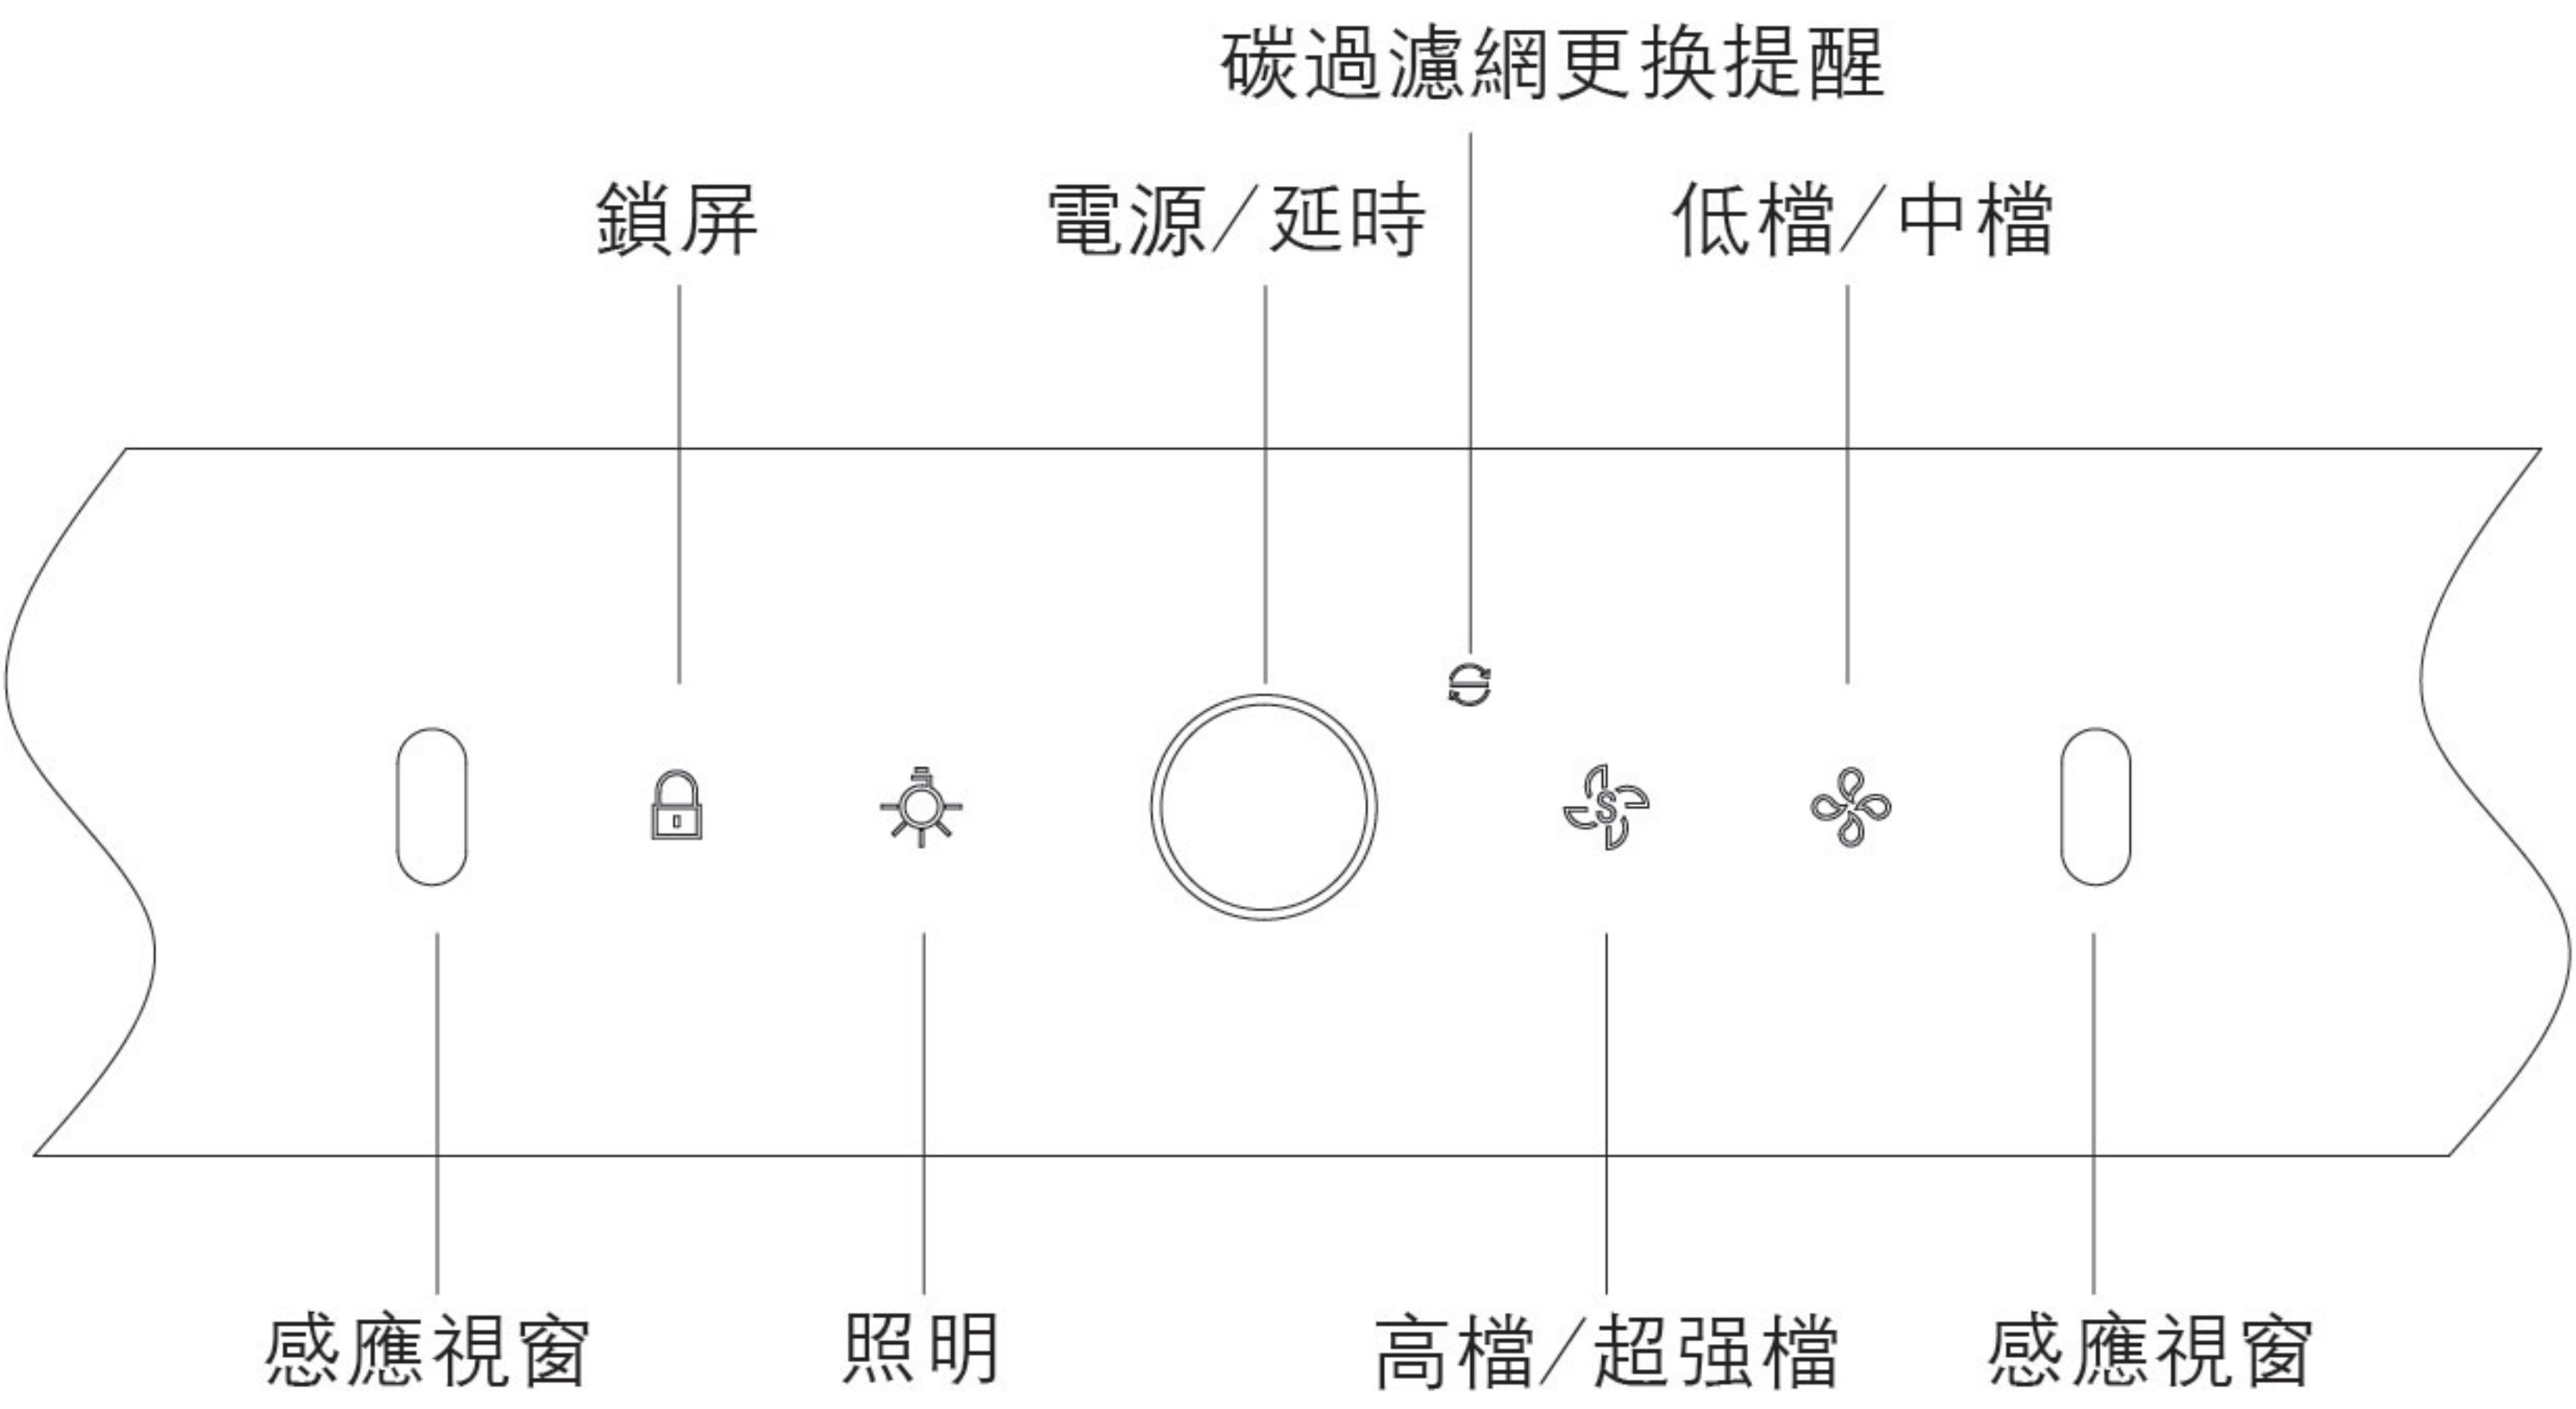 碳過濾網更换提醒
鎖屏
電源/延時
低檔/中檔
S
感應視窗
照明
高檔/超强檔
感應視窗